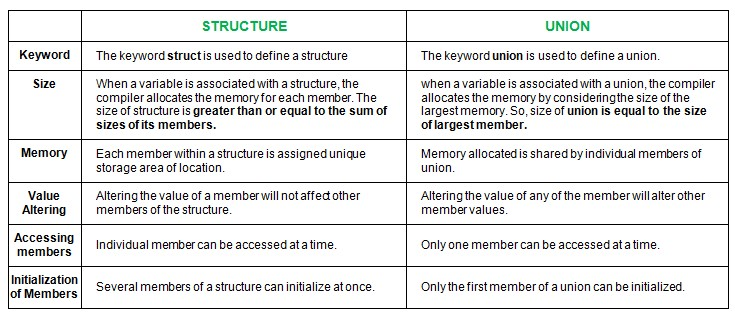 STRUCTURE UNION
Keyword The keyword struct is used to define a structure The keyword union is used to define a union.
Size When a variable is associated with a structure, the when a variable is associated with a union, the compiler
compiler allocates the memory for each member. The allocates the memory by considering the size of the
size of structure is greater than or equal to the sum of largest memory. So, size of union is equal to the size
sizes of its members. of largest member.
Memory Each member within a structure is assigned unique Memory allocated is shared by individual members of
storage area of location. union.
Value Altering the value of a member will not affect other Altering the value of any of the member will alter other
Altering members of the structure. member values.
Accessing
members Individual member can be accessed at a time. Only one member can be accessed at a time.
Initialization
of Members Several members of a structure can initialize at once. Only the first member of a union can be initialized.